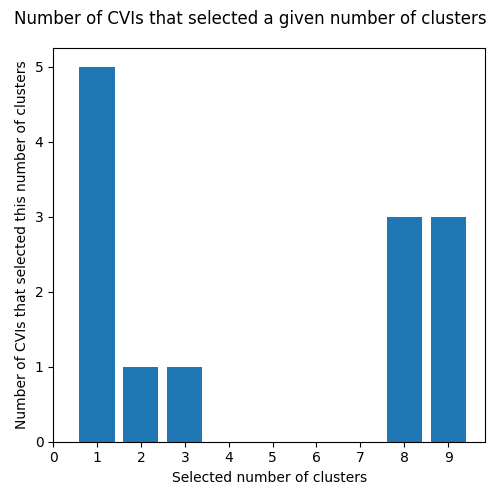 Number of CVIs that selected a given number of clusters
Number of CVIs that selected this number of clusters
5
4
3
2
1
0
0 1 2 3 4 5 6 7 8 9
Selected number of clusters